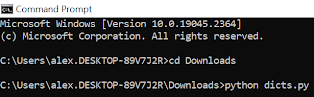 Command Prompt
Microsoft Windows [Version 10.0.19045.2364]
(c) Microsoft Corporation. All rights reserved.
C:\Users\alex.DESKTOP-89V7J2R>cd Downloads
C:\Users\alex.DESKTOP-89V7J2R\Downloads>python dicts.py